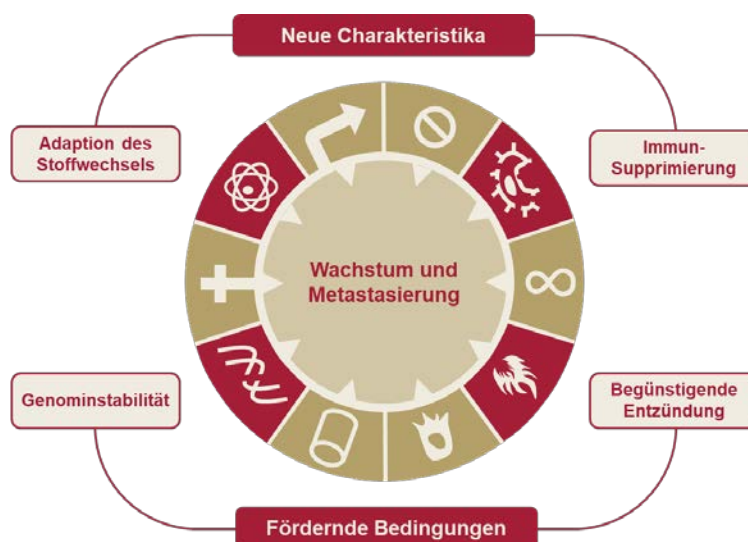 Neue Charakteristika
Adaption des
Stoffwechsels
Immun-
Supprimierung
Wachstum und
Metastasierung
Genominstabilität
Begünstigende
Entzündung
Fördernde Bedingungen